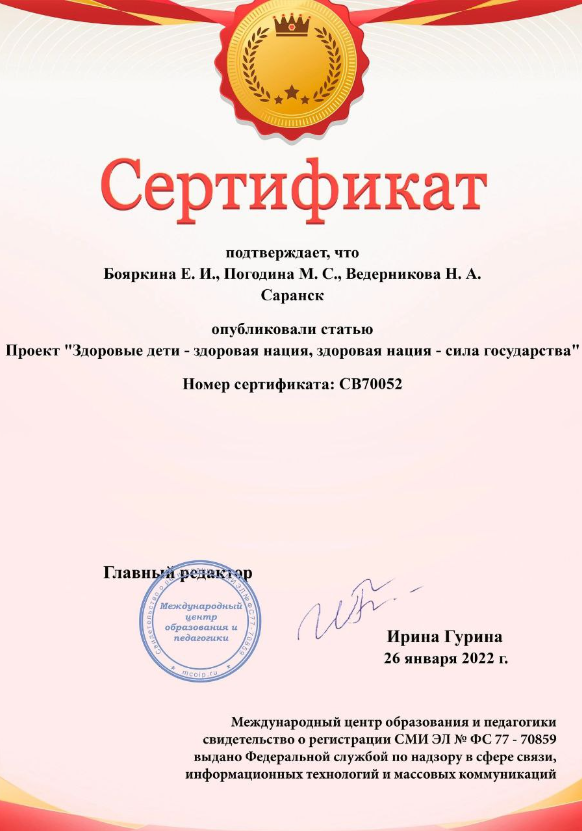 Сертификат
подтверждает, что
Бояркина Е. И., Погодина М. С., Ведерникова Н. А.
Саранск
опубликовали статью
Проект "Здоровые дети - здоровая нация, здоровая нация - сила государства"
Номер сертификата: СВ70052
Главный редактор
Международный
центр
образования и
педагогики
mcoip.ru
Ирина Гурина
26 января 2022 г.
Международный центр образования и педагогики
свидетельство о регистрации СМИ ЭЛ № ФС 77 - 70859
выдано Федеральной службой по надзору в сфере связи,
информационных технологий и массовых коммуникаций